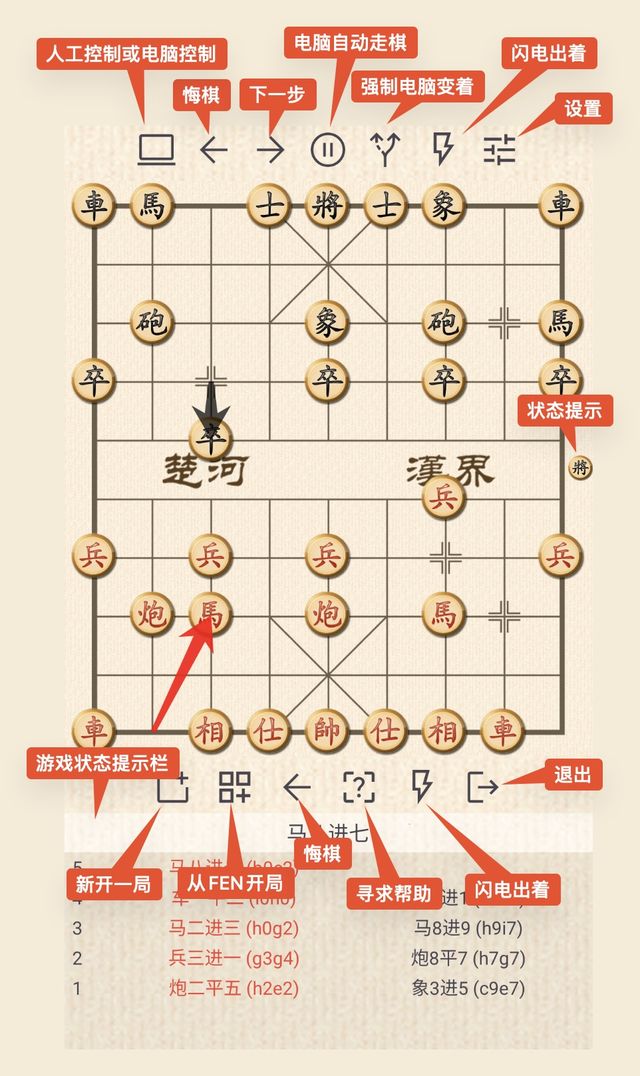 电脑自动走棋
人工控制或电脑控制
闪电出着
强制电脑变着
悔棋
下一步
设置
車 馬 士 將 士 象 車
砲 象 砲 馬
卒 卒 卒 卒
状态提示
卒
楚河 漢界
將
兵
兵 兵 兵 兵
炮 馬 炮 馬
車 相 仕 帥 仕 相 車
游戏状态提示栏
退出
进七
悔棋
5
新开一局
从FEN开局
寻求帮助
闪电出着
3 马二进三 (h0g2) 马8进9 (h9i7)
2 兵三进一 (g3g4) 炮8平7 (h7g7)
1 炮二平五 (h2e2) 象3进5 (c9e7)